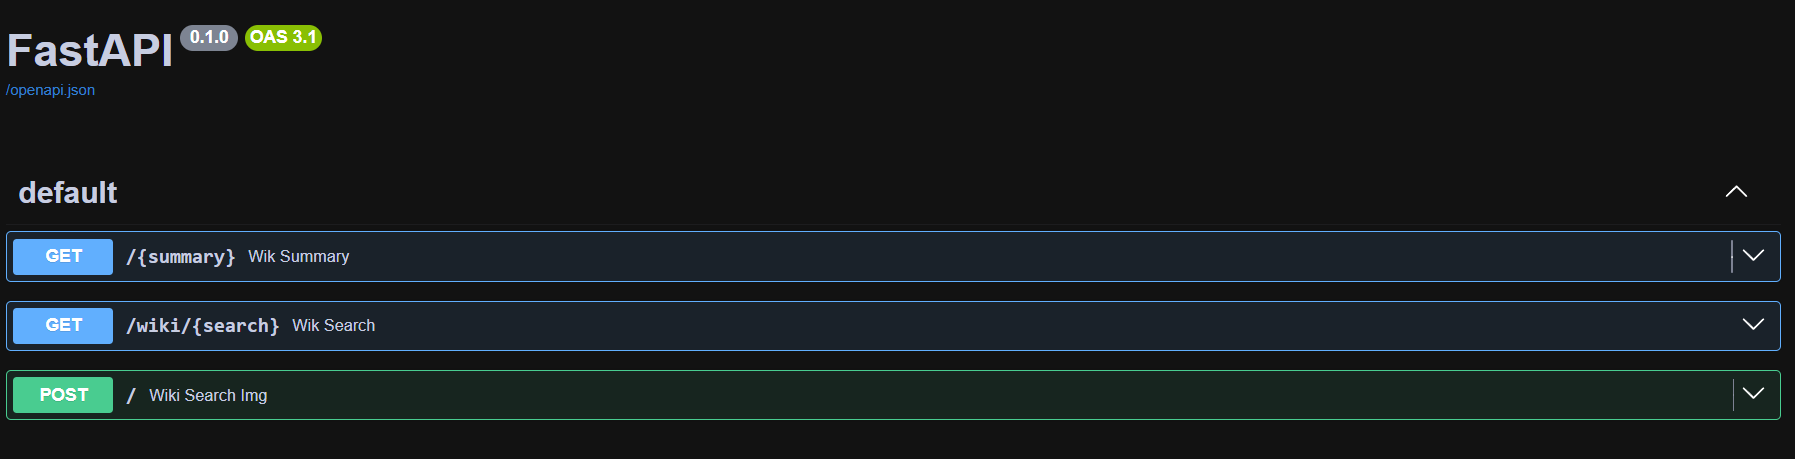 FastAPI 0.1.0 OAS 3.1
/openapi.json
default
GET /{summary} Wik Summary
GET /wiki/{search} Wik Search
POST / Wiki Search Img